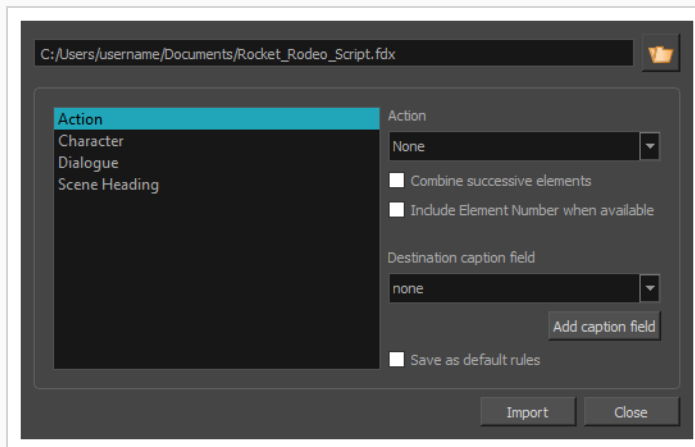 C:/Users/username/Documents/Rocket_Rodeo_Script.fdx
Action
Character
Dialogue
Scene Heading
Action
None
Combine successive elements
Include Element Number when available
Destination caption field
none
Add caption field
Save as default rules
Import
Close